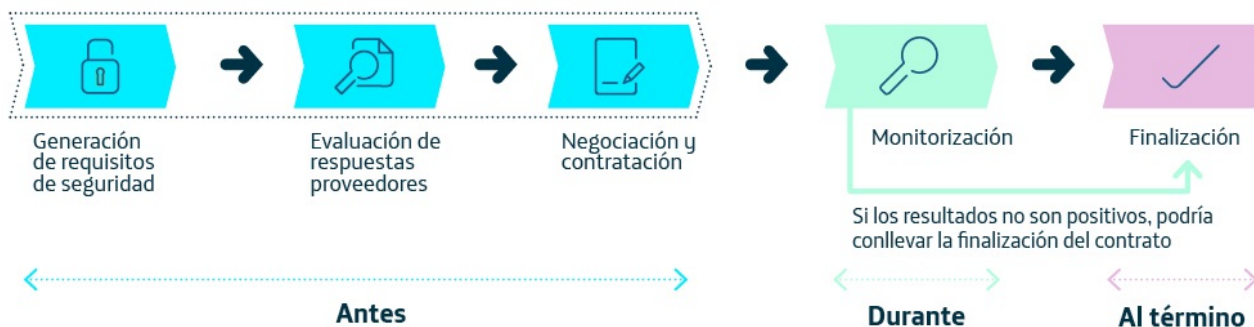 Generación
de requisitos
de seguridad
Evaluación de
respuestas
proveedores
Negociación y
contratación
Monitorización
Finalización
Si los resultados no son positivos, podría
conllevar la finalización del contrato
Antes
Durante
Al término